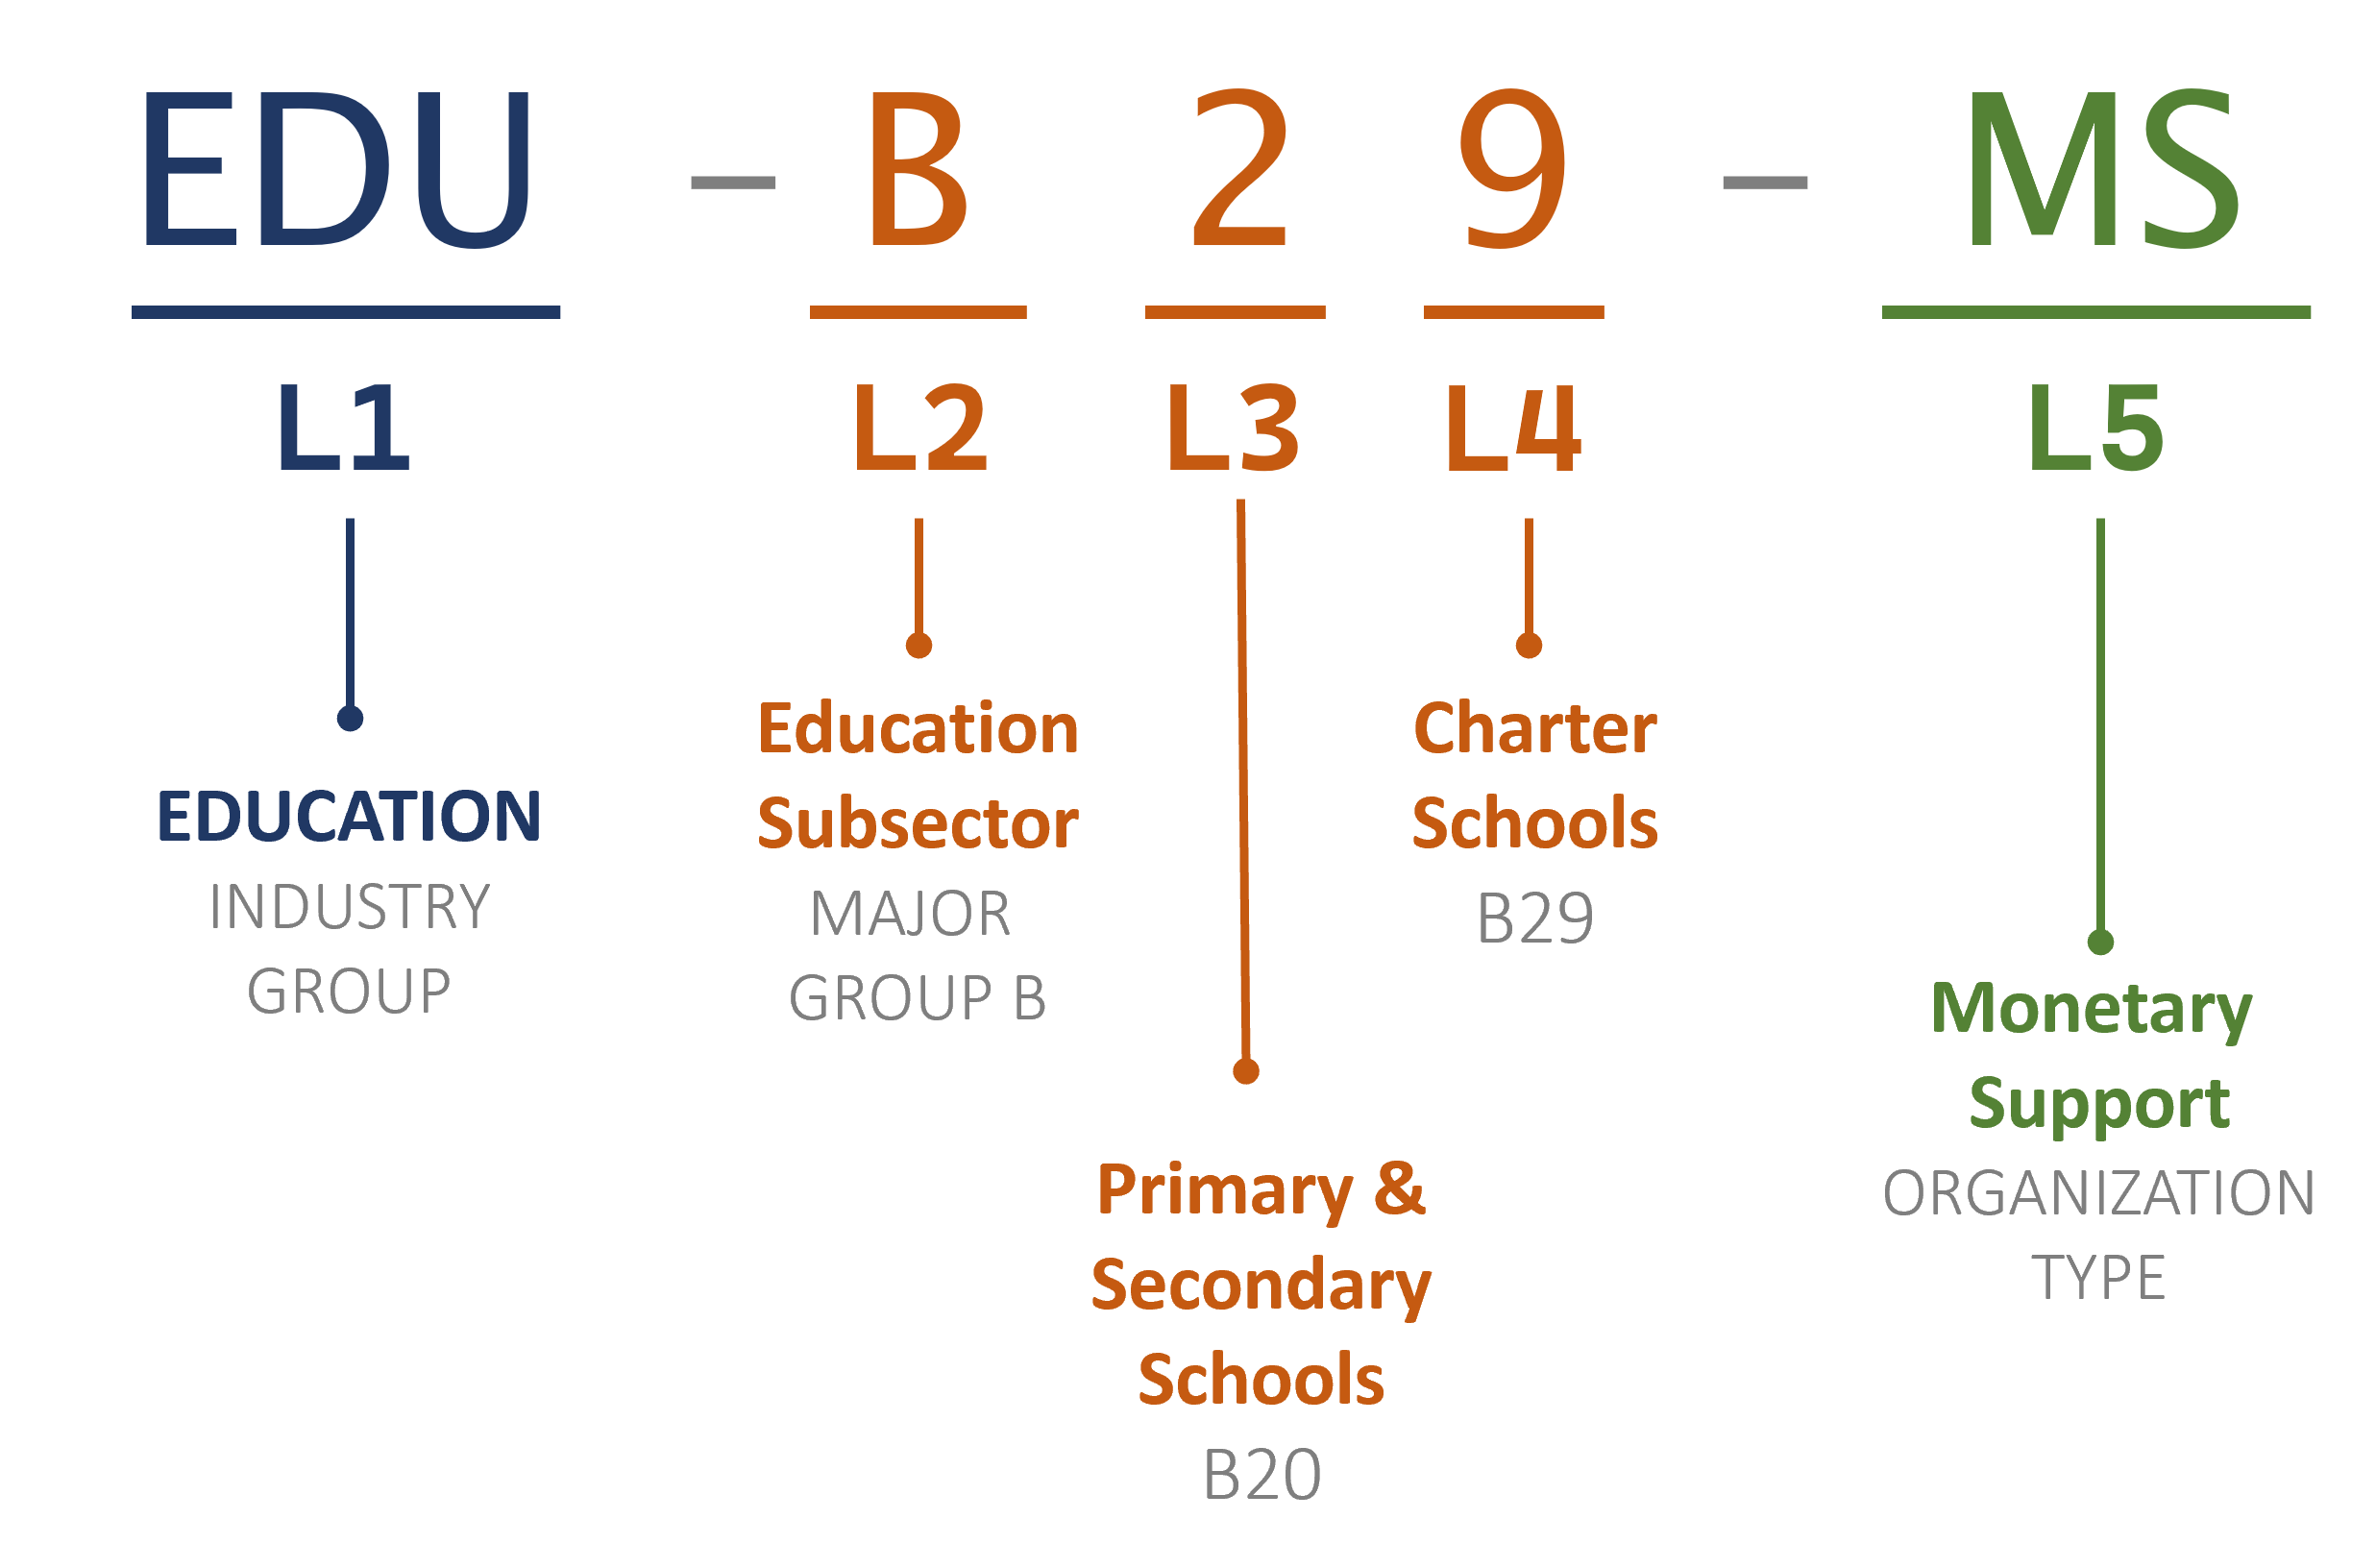 EDU – B 2 9 – MS
L1 L2 L3 L4 L5
EDUCATION
INDUSTRY
GROUP
Education
Subsector
MAJOR
GROUP B
Primary &
Secondary
Schools
B20
Charter
Schools
B29
Monetary
Support
ORGANIZATION
TYPE